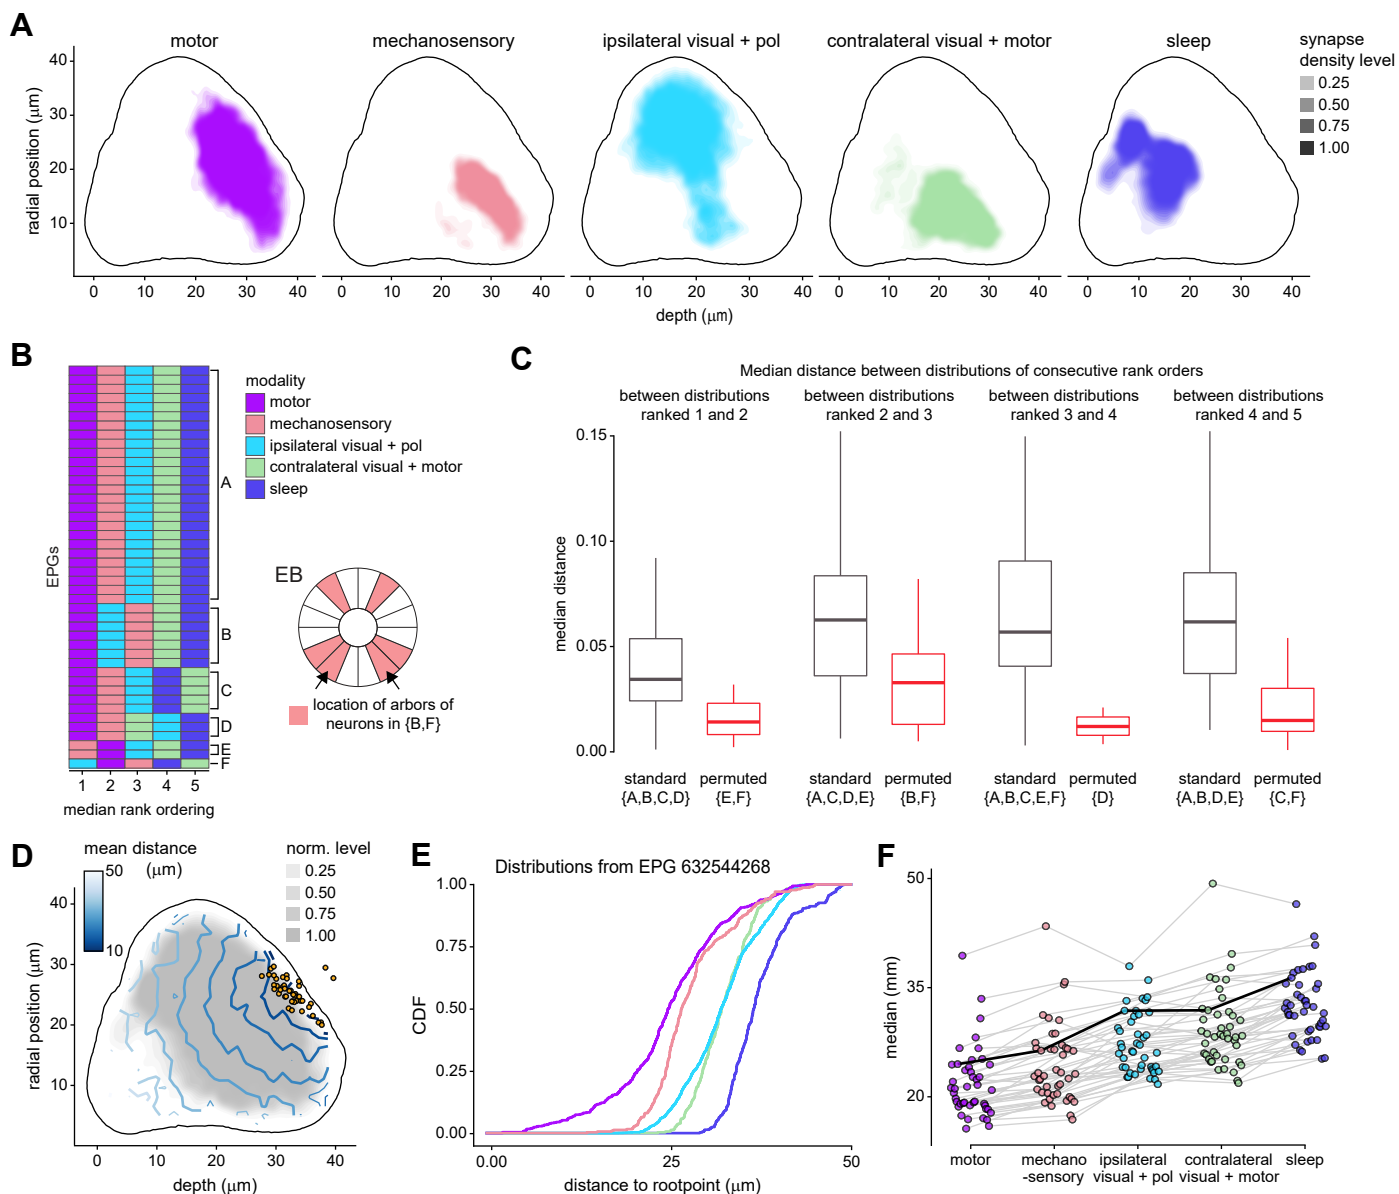 A
motor
mechanosensory
ipsilateral visual + pol
contralateral visual + motor
sleep
synapse
density level
0.25
0.50
0.75
1.00
radial position (μm)
40
30
20
10
0 10 20 30 40
0 10 20 30 40
0 10 20 30 40
0 10 20 30 40
0 10 20 30 40
depth (μm)
B
EPGs
A
B
C
D
E
F
1 2 3 4 5
median rank ordering
modality
motor
mechanosensory
ipsilateral visual + pol
contralateral visual + motor
sleep
EB
location of arbors of
neurons in {B,F}
C
Median distance between distributions of consecutive rank orders
between distributions
ranked 1 and 2
between distributions
ranked 2 and 3
between distributions
ranked 3 and 4
between distributions
ranked 4 and 5
median distance
0.15
0.10
0.05
0.00
standard
{A,B,C,D}
permuted
{E,F}
standard
{A,C,D,E}
permuted
{B,F}
standard
{A,B,C,E,F}
permuted
{D}
standard
{A,B,D,E}
permuted
{C,F}
D
mean distance
(μm)
50
10
norm. level
0.25
0.50
0.75
1.00
radial position (μm)
40
30
20
10
0 10 20 30 40
depth (μm)
E
Distributions from EPG 632544268
CDF
1.00
0.75
0.50
0.25
0.00
0.00 25 50
distance to rootpoint (μm)
F
median (mm)
50
35
20
motor
mechano
-sensory
ipsilateral
visual + pol
contralateral
visual + motor
sleep